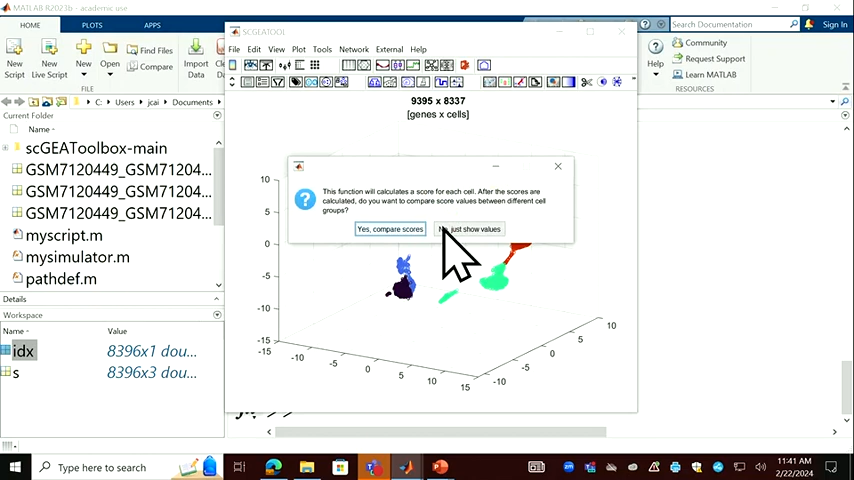 MATLAB R2023b - academic use
HOME PLOTS APPS
Search Documentation
Sign In
New Script
New Live Script
New
Open
Find Files
Compare
Import Data
FILE
Help
Community
Request Support
Learn MATLAB
RESOURCES
C: Users jcai Documents
Current Folder
Name
scGEAToolbox-main
GSM7120449_GSM71204...
GSM7120449_GSM71204...
GSM7120449_GSM71204...
myscript.m
mysimulator.m
pathdef.m
Details
Workspace
Name Value
idx 8396x1 dou...
s 8396x3 dou...
SCGEATOOL
File Edit View Plot Tools Network External Help
9395 x 8337
[genes x cells]
This function will calculates a score for each cell. After the scores are
calculated, do you want to compare score values between different cell
groups?
Yes, compare scores
just show values
10
5
0
-5
-10
-15
-15 -10 -5 0 5 10 15
-10 -5 0 5 10
>>
Type here to search
11:41 AM
2/22/2024